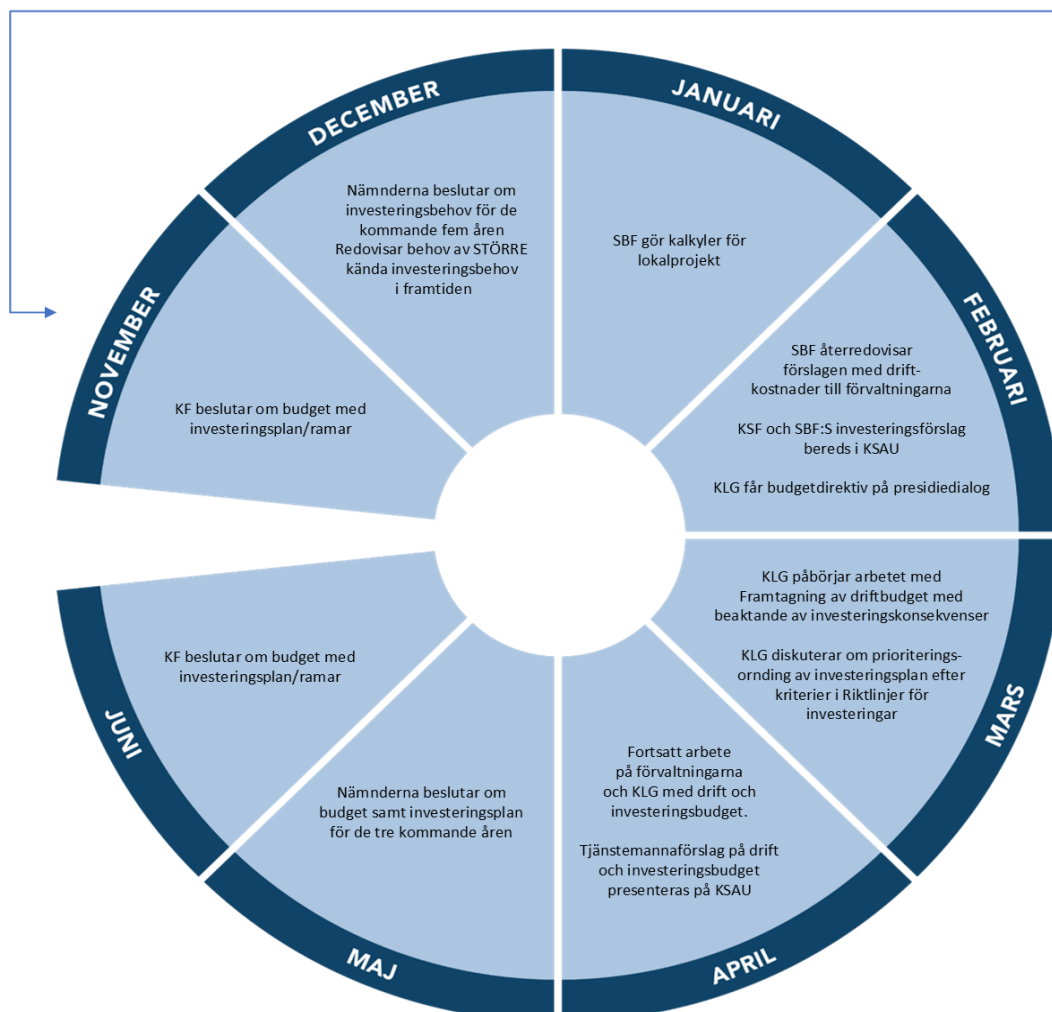 JANUARI
SBF gör kalkyler för
lokalprojekt
FEBRUARI
SBF återredovisar
förslagen med drift-
kostnader till förvaltningarna
KSF och SBF:S investeringsförslag
bereds i KSAU
KLG får budgetdirektiv på presidiedialog
MARS
KLG påbörjar arbetet med
Framtagning av driftbudget med
beaktande av investeringskonsekvenser
KLG diskuterar om prioriterings-
ornding av investeringsplan efter
kriterier i Riktlinjer för
investeringar
APRIL
Fortsatt arbete
på förvaltningarna
och KLG med drift och
investeringsbudget.
Tjänstemannaförslag på drift
och investeringsbudget
presenteras på KSAU
MAJ
Nämnderna beslutar om
budget samt investeringsplan
för de tre kommande åren
JUNI
KF beslutar om budget med
investeringsplan/ramar
NOVEMBER
KF beslutar om budget med
investeringsplan/ramar
DECEMBER
Nämnderna beslutar om
investeringsbehov för de
kommande fem åren
Redovisar behov av STÖRRE
kända investeringsbehov
i framtiden